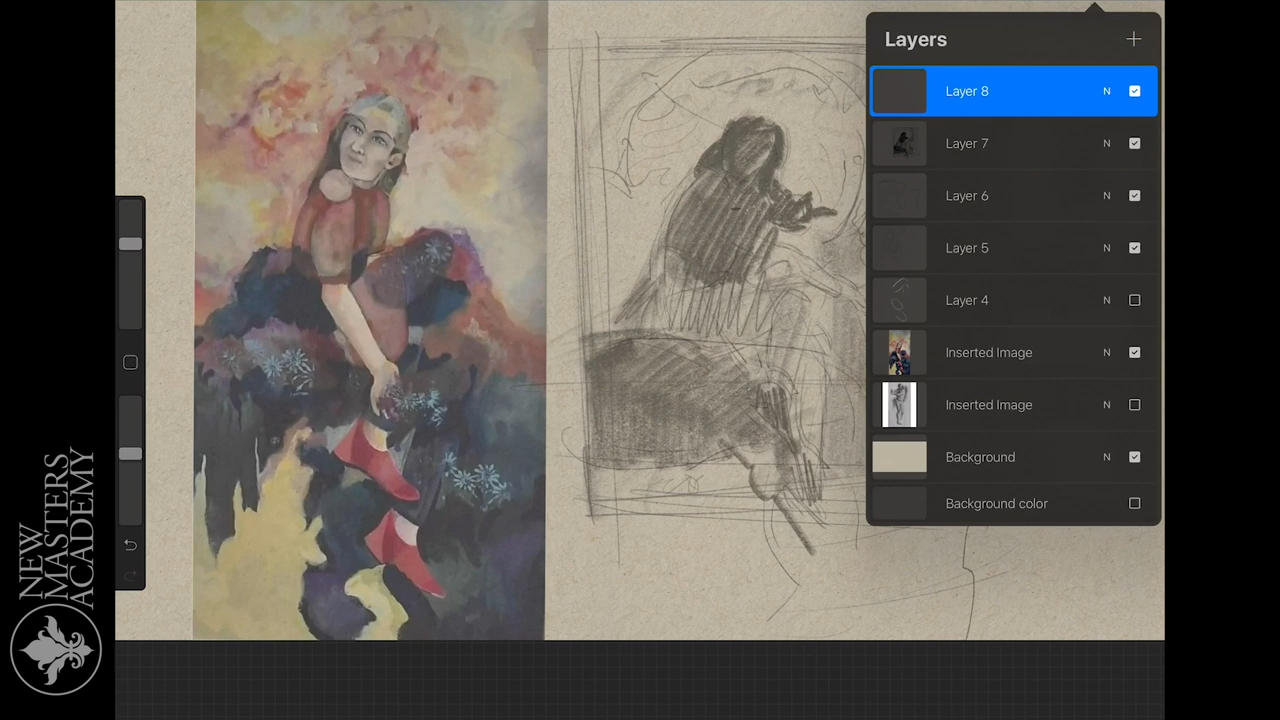 Layers
Layer 8 N
Layer 7 N
Layer 6 N
Layer 5 N
Layer 4 N
Inserted Image N
Inserted Image N
Background N
Background color
NEW
MASTERS
ACADEMY